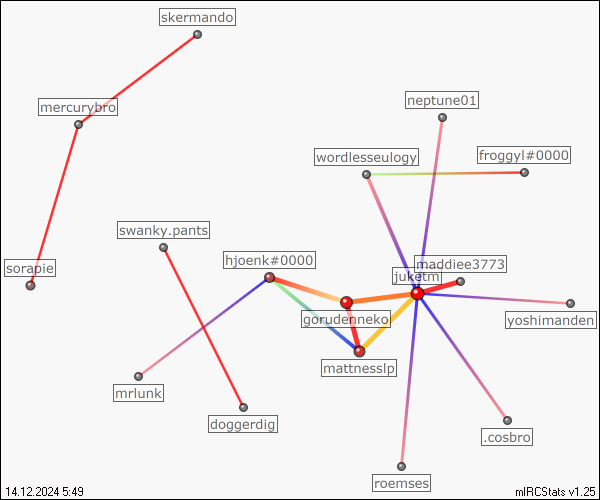 skermando
mercurybro
neptune01
wordlesseulogy
froggyl#0000
swanky.pants
hjoenk#0000
maddiee3773
sorapie
juketm
gorudenneko
yoshimanden
mattnesslp
mrlunk
doggerdig
.cosbro
roemses
14.12.2024 5:49
mIRCStats v1.25